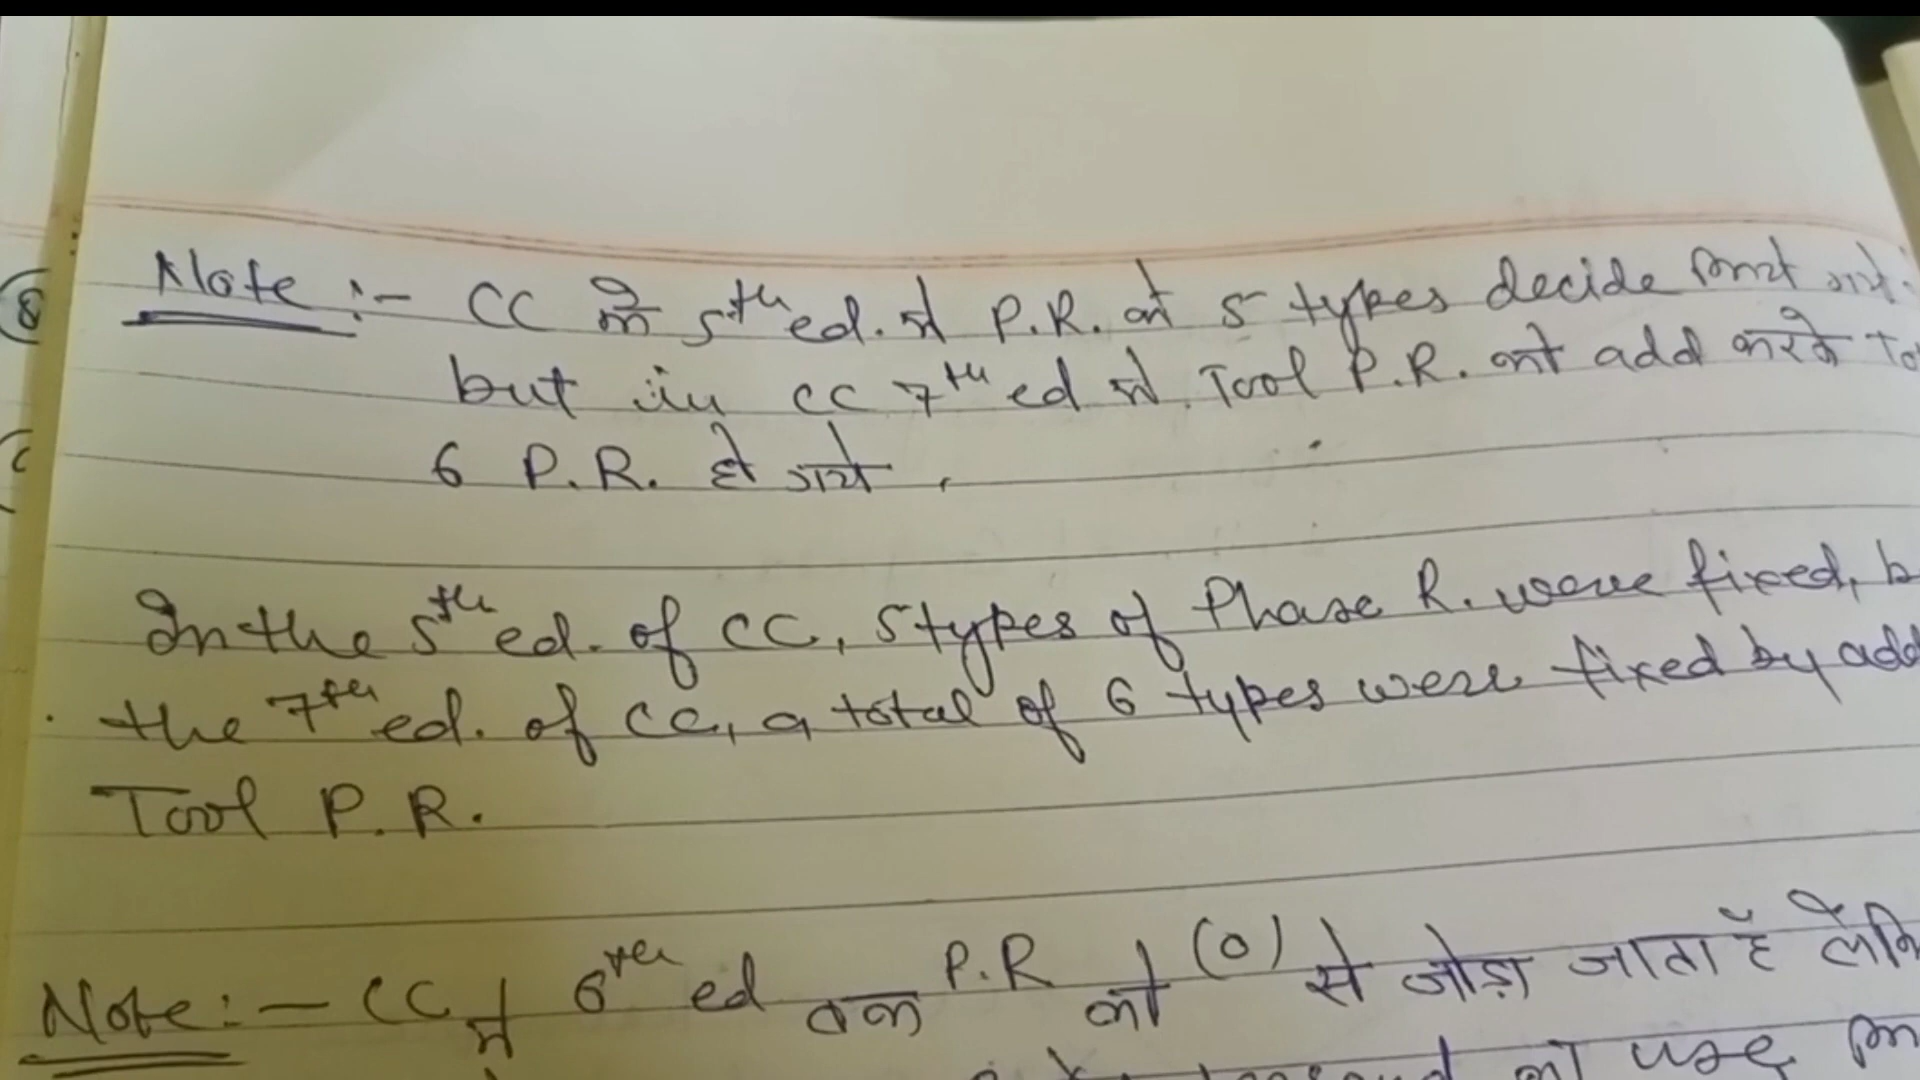 Note :- CC के 5th ed. में P.R. को 5 types decide किया गया.
but in CC 7th ed में Tool P.R. को add करके To
6 P.R. हो गये.
In the 5th ed. of CC, 5 types of Phase R. were fixed, b
the 7th ed. of CC, a total of 6 types were fixed by add
Tool P.R.
Note :- CC में 6th ed तक P.R को (0) से जोड़ा जाता है लेकि
को use